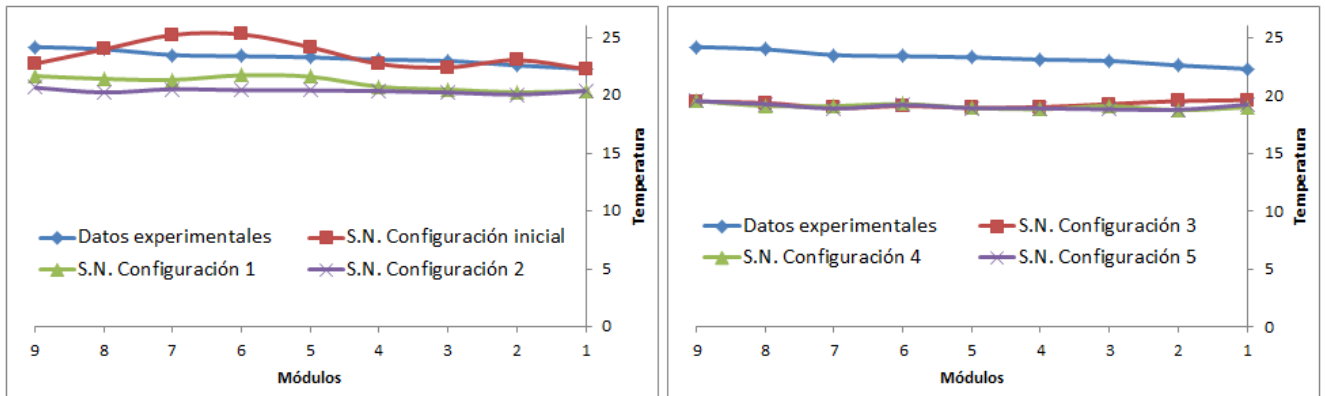 25
20
15
10
5
0
Temperatura
Datos experimentales
S.N. Configuración inicial
S.N. Configuración 1
S.N. Configuración 2
9 8 7 6 5 4 3 2 1
Módulos
25
20
15
10
5
0
Temperatura
Datos experimentales
S.N. Configuración 3
S.N. Configuración 4
S.N. Configuración 5
9 8 7 6 5 4 3 2 1
Módulos